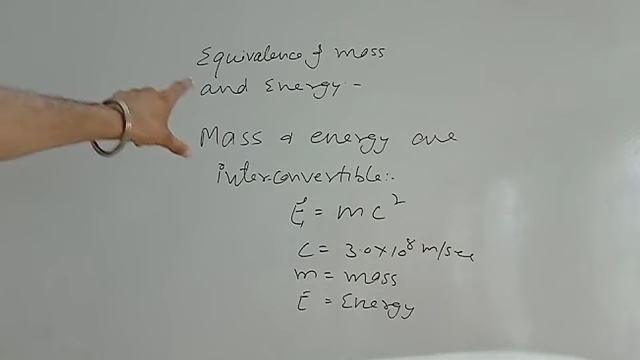 Equivalence of mass
and Energy -
Mass & energy are
interconvertible:.
E = mc²
C = 3.0×10⁸ m/sec
m = mass
E = Energy